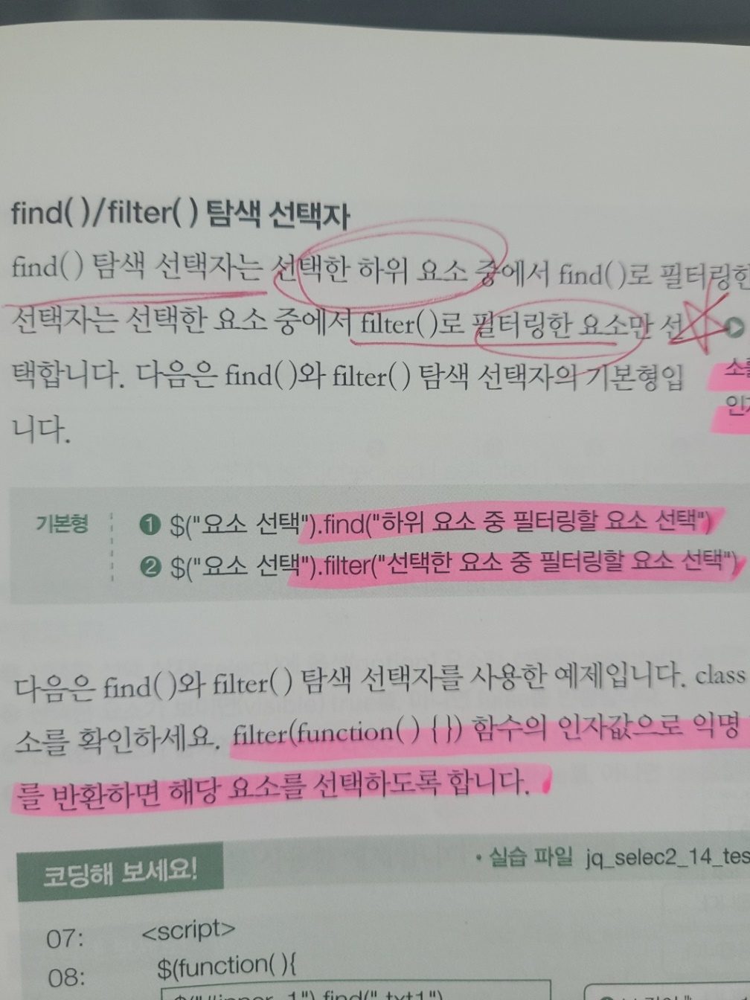 find( )/filter( ) 탐색 선택자
find( ) 탐색 선택자는 선택한 하위 요소 중에서 find( )로 필터링한
선택자는 선택한 요소 중에서 filter( )로 필터링한 요소만 선
택합니다. 다음은 find( )와 filter( ) 탐색 선택자의 기본형입
니다.
기본형 ❶ $("요소 선택").find("하위 요소 중 필터링할 요소 선택")
❷ $("요소 선택").filter("선택한 요소 중 필터링할 요소 선택")
다음은 find( )와 filter( ) 탐색 선택자를 사용한 예제입니다. class
소를 확인하세요. filter(function( ) { }) 함수의 인자값으로 익명
를 반환하면 해당 요소를 선택하도록 합니다.
코딩해 보세요!
• 실습 파일 jq_selec2_14_tes
07: <script>
08: $(function( ){